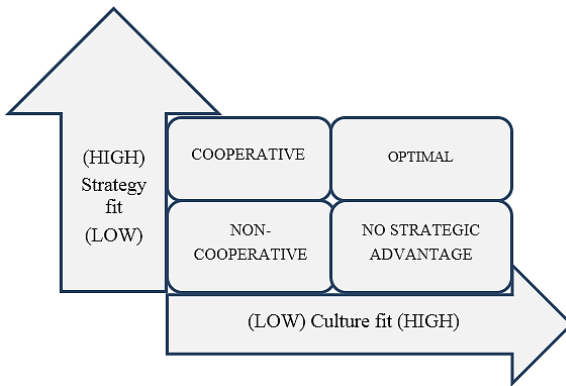 COOPERATIVE
OPTIMAL
(HIGH)
Strategy
fit
(LOW)
NON-
COOPERATIVE
NO STRATEGIC
ADVANTAGE
(LOW) Culture fit (HIGH)